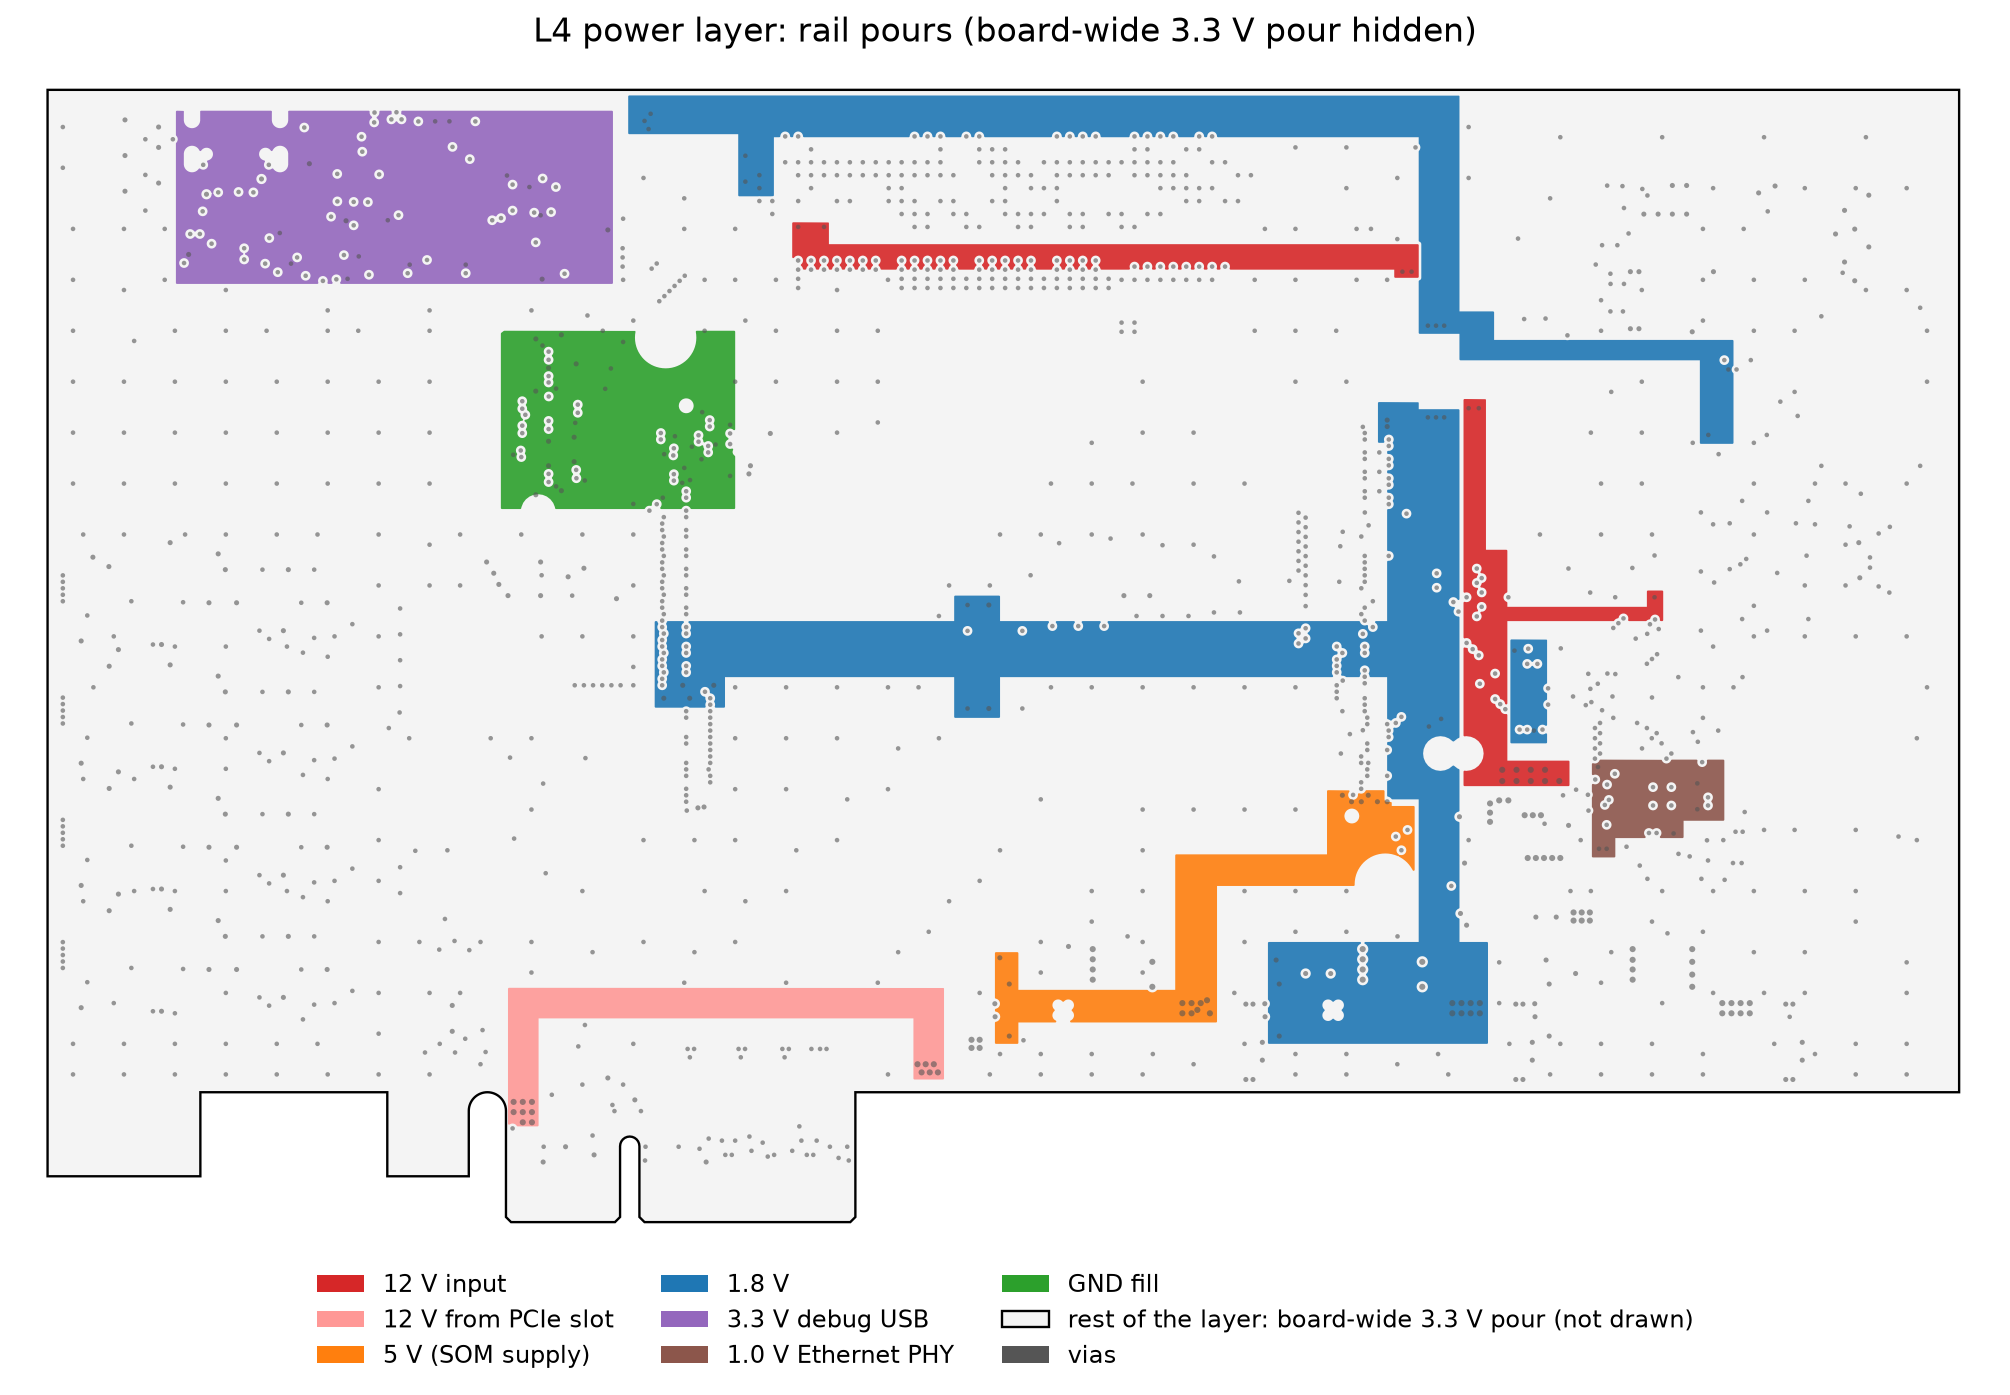 L4 power layer: rail pours (board-wide 3.3 V pour hidden)
12 V input
12 V from PCIe slot
5 V (SOM supply)
1.8 V
3.3 V debug USB
1.0 V Ethernet PHY
GND fill
rest of the layer: board-wide 3.3 V pour (not drawn)
vias